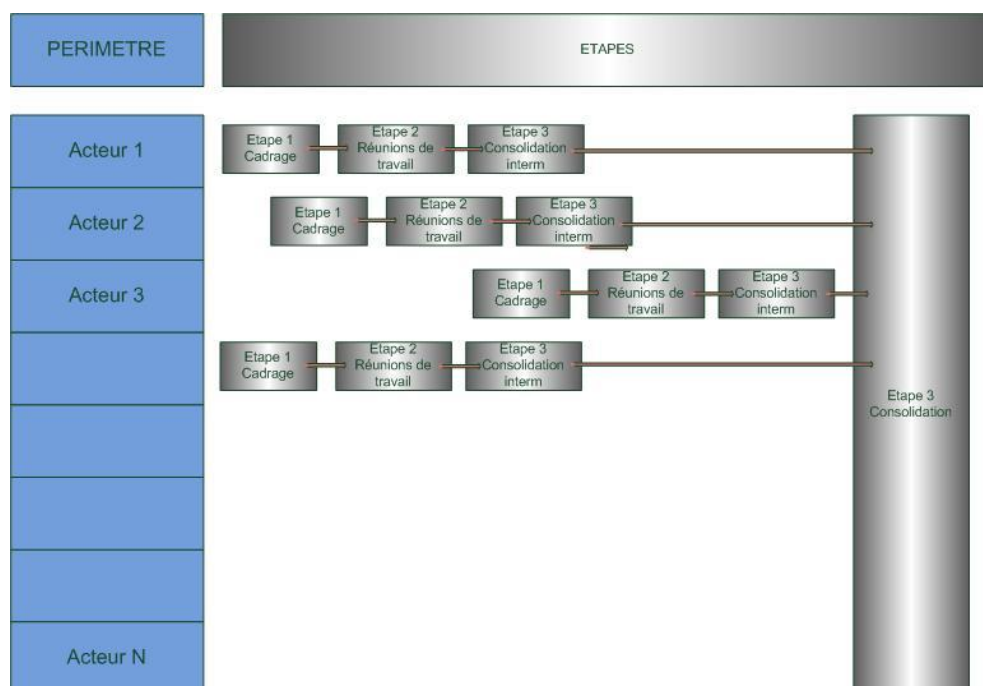 PERIMETRE
ETAPES
Acteur 1
Etape 1
Cadrage
Etape 2
Réunions de
travail
Etape 3
Consolidation
interm
Acteur 2
Etape 1
Cadrage
Etape 2
Réunions de
travail
Etape 3
Consolidation
interm
Acteur 3
Etape 1
Cadrage
Etape 2
Réunions de
travail
Etape 3
Consolidation
interm
Etape 1
Cadrage
Etape 2
Réunions de
travail
Etape 3
Consolidation
interm
Etape 3
Consolidation
Acteur N